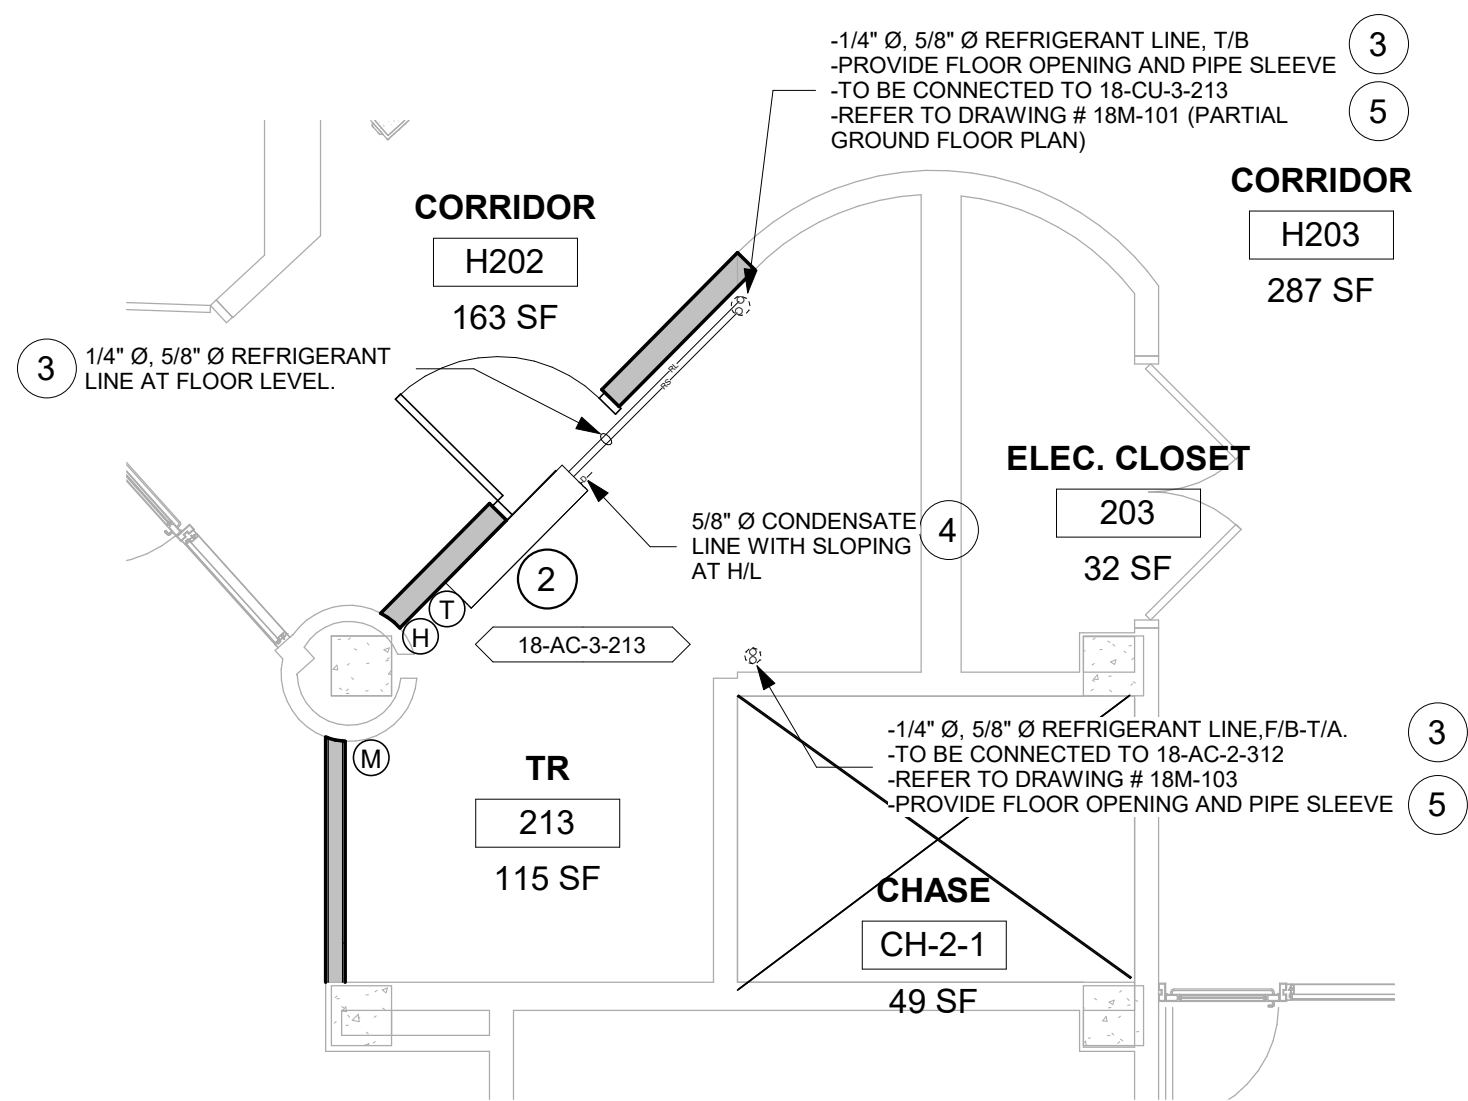 -1/4" Ø, 5/8" Ø REFRIGERANT LINE, T/B
-PROVIDE FLOOR OPENING AND PIPE SLEEVE
-TO BE CONNECTED TO 18-CU-3-213
-REFER TO DRAWING # 18M-101 (PARTIAL
GROUND FLOOR PLAN)
3
5
CORRIDOR
H202
163 SF
CORRIDOR
H203
287 SF
3
1/4" Ø, 5/8" Ø REFRIGERANT
LINE AT FLOOR LEVEL.
RL
RS
D
ELEC. CLOSET
203
32 SF
5/8" Ø CONDENSATE
LINE WITH SLOPING
AT H/L
4
2
T
H
18-AC-3-213
M
TR
213
115 SF
-1/4" Ø, 5/8" Ø REFRIGERANT LINE,F/B-T/A.
-TO BE CONNECTED TO 18-AC-2-312
-REFER TO DRAWING # 18M-103
-PROVIDE FLOOR OPENING AND PIPE SLEEVE
3
5
CHASE
CH-2-1
49 SF